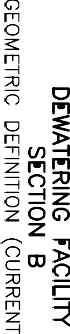 DEWATERING FACILITY
SECTION B
GEOMETRIC DEFINITION (CURRENT